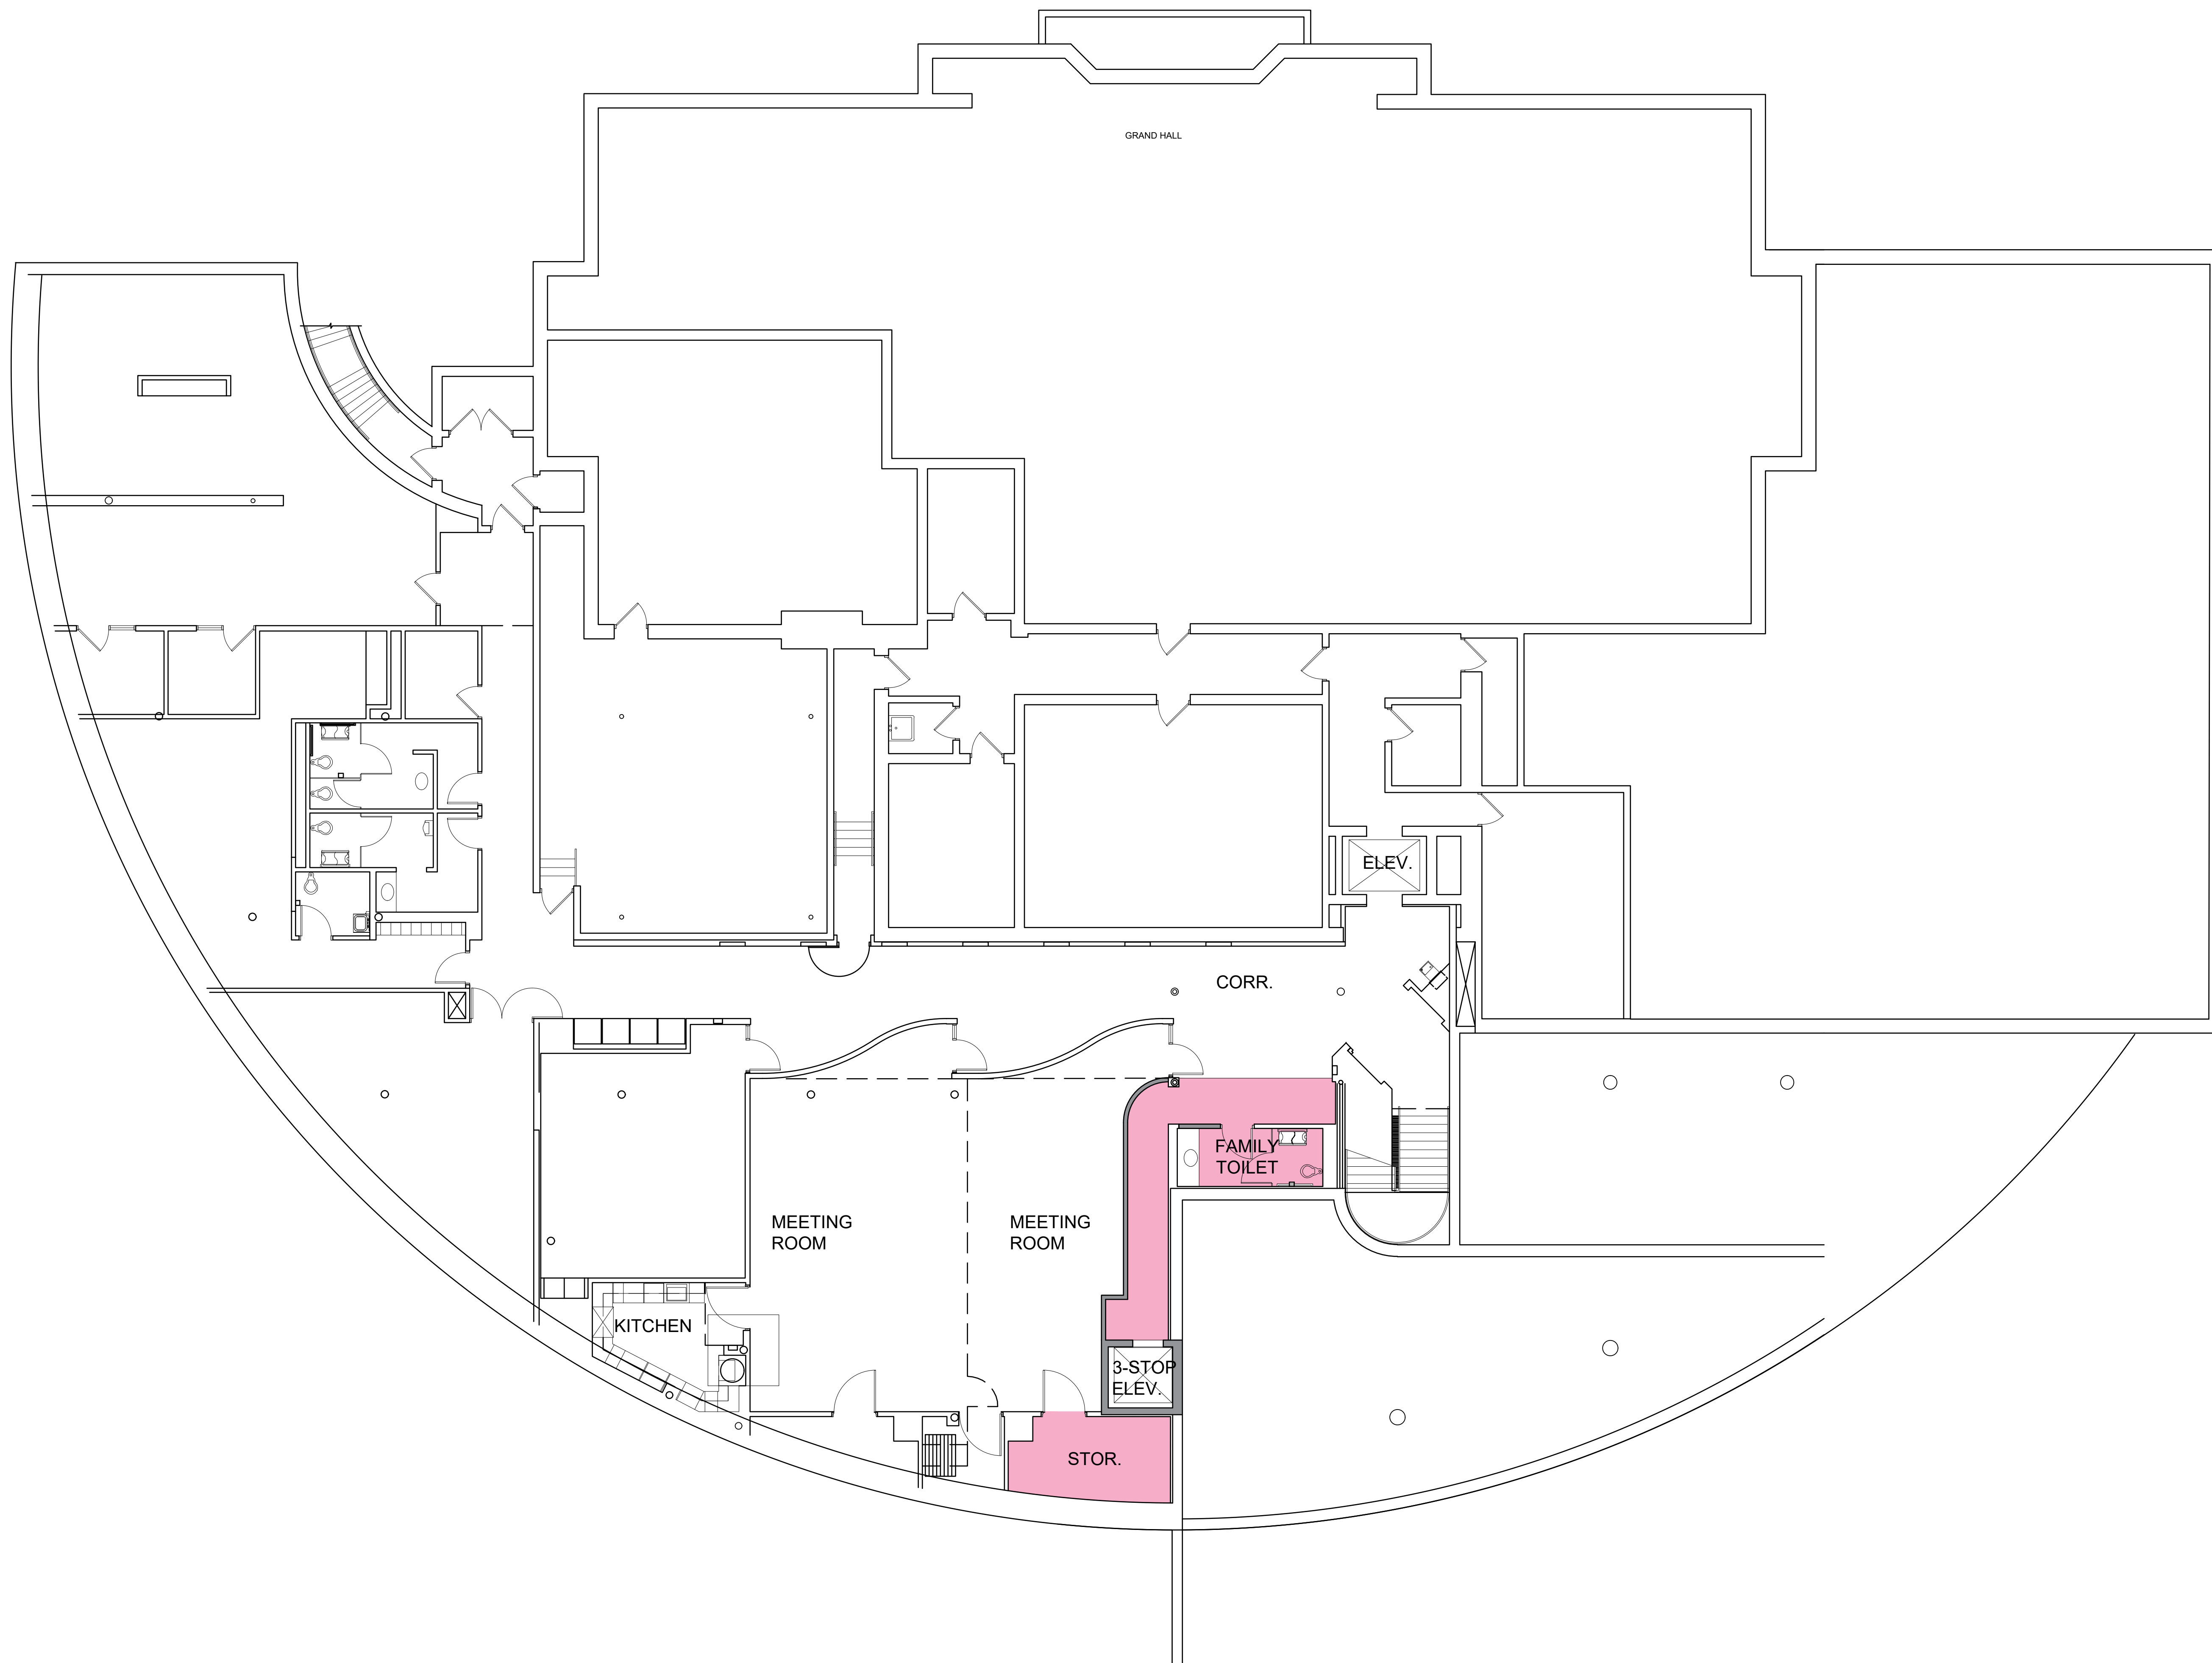 GRAND HALL
ELEV.
CORR.
FAMILY
TOILET
MEETING
ROOM
MEETING
ROOM
KITCHEN
3-STOP
ELEV.
STOR.